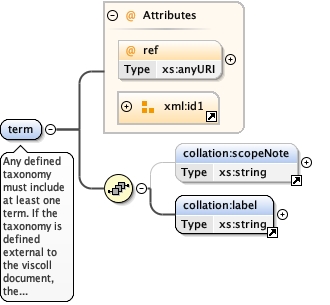 @ Attributes
@ ref
Type xs:anyURI
xml:id1
term
Any defined
taxonomy
must include
at least one
term. If the
taxonomy is
defined
external to
the viscoll
document,
the...
collation:scopeNote
Type xs:string
collation:label
Type xs:string